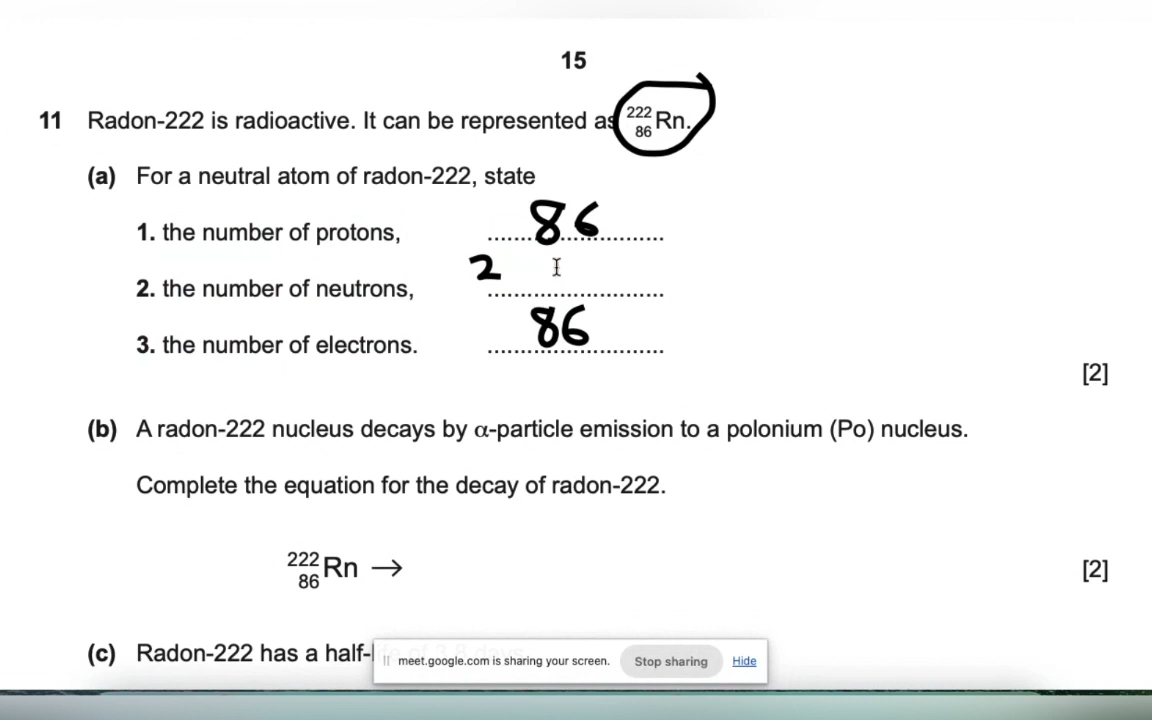 15
11 Radon-222 is radioactive. It can be represented as ²²²₈₆Rn.
(a) For a neutral atom of radon-222, state
1. the number of protons, ........86........
2
2. the number of neutrons, ................
3. the number of electrons. ........86........
[2]
(b) A radon-222 nucleus decays by α-particle emission to a polonium (Po) nucleus.
Complete the equation for the decay of radon-222.
²²²₈₆Rn →
[2]
(c) Radon-222 has a half-
|| meet.google.com is sharing your screen. Stop sharing Hide